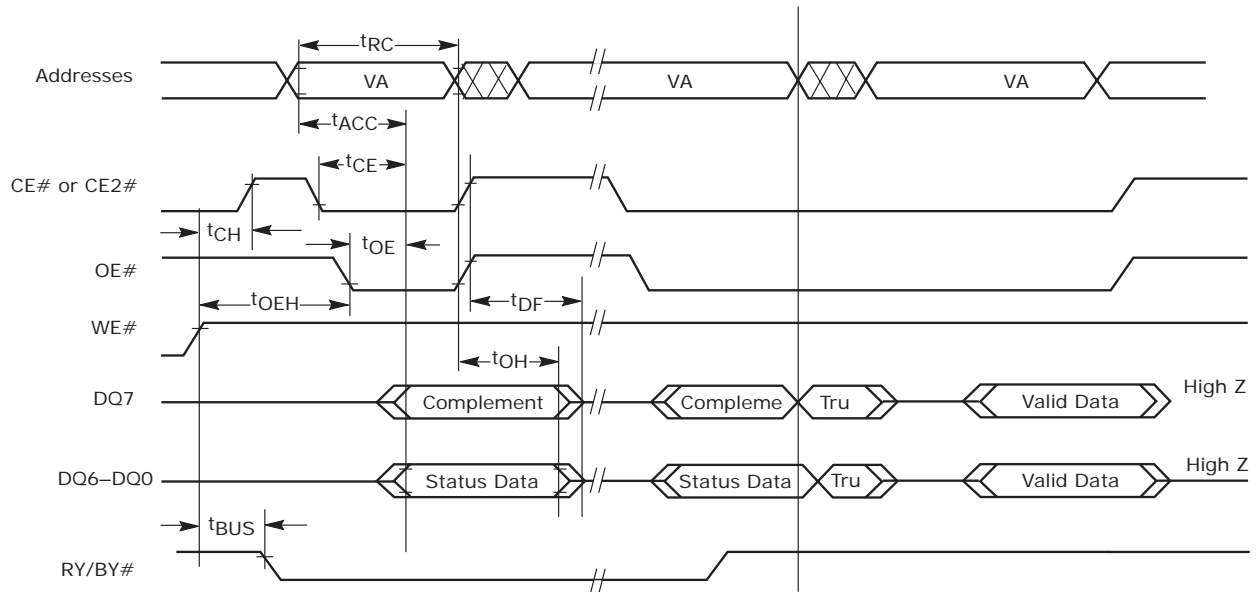 tRC
Addresses VA VA VA
tACC
tCE
CE# or CE2#
tCH
tOE
OE#
tOEH tDF
WE#
tOH
DQ7 Complement Compleme Tru Valid Data High Z
DQ6–DQ0 Status Data Status Data Tru Valid Data High Z
tBUS
RY/BY#